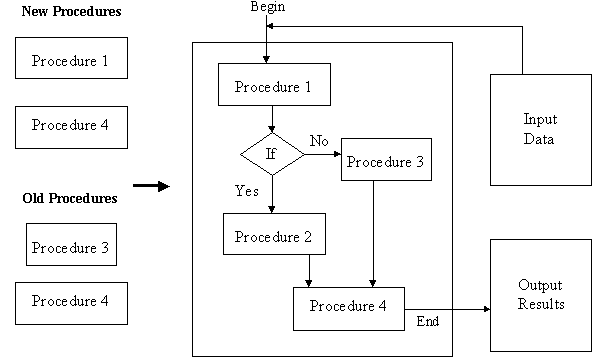 New Procedures
Procedure 1
Procedure 4
Old Procedures
Procedure 3
Procedure 4
Begin
Procedure 1
If
No
Procedure 3
Yes
Procedure 2
Procedure 4
End
Input
Data
Output
Results